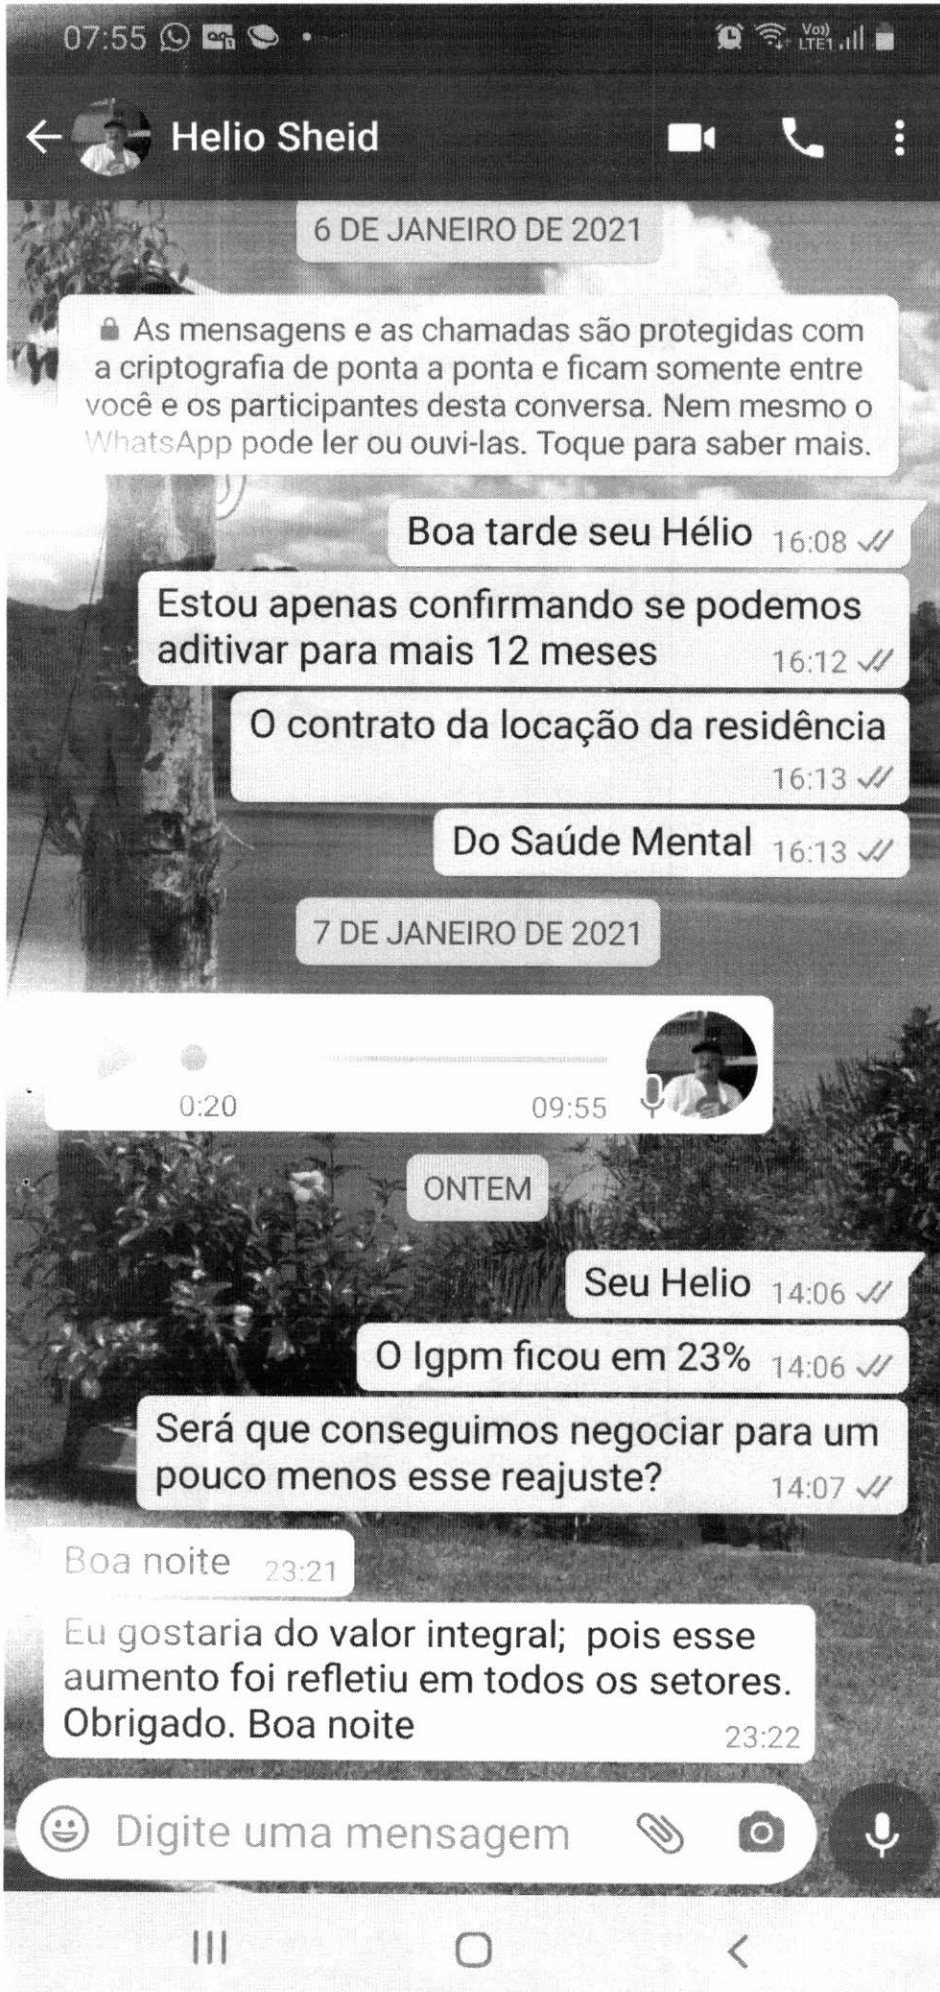 07:55
Vo))
LTE1
Helio Sheid
6 DE JANEIRO DE 2021
As mensagens e as chamadas são protegidas com
a criptografia de ponta a ponta e ficam somente entre
você e os participantes desta conversa. Nem mesmo o
WhatsApp pode ler ou ouvi-las. Toque para saber mais.
Boa tarde seu Hélio 16:08
Estou apenas confirmando se podemos
aditivar para mais 12 meses 16:12
O contrato da locação da residência
16:13
Do Saúde Mental 16:13
7 DE JANEIRO DE 2021
0:20 09:55
ONTEM
Seu Helio 14:06
O Igpm ficou em 23% 14:06
Será que conseguimos negociar para um
pouco menos esse reajuste? 14:07
Boa noite 23:21
Eu gostaria do valor integral; pois esse
aumento foi refletiu em todos os setores.
Obrigado. Boa noite 23:22
Digite uma mensagem